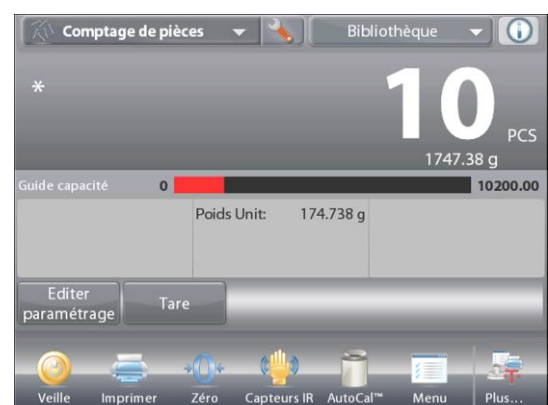 Comptage de pièces
Bibliothèque
*
10
PCS
1747.38 g
Guide capacité 0 10200.00
Poids Unit: 174.738 g
Editer
paramétrage
Tare
Veille Imprimer Zéro Capteurs IR AutoCal™ Menu Plus...